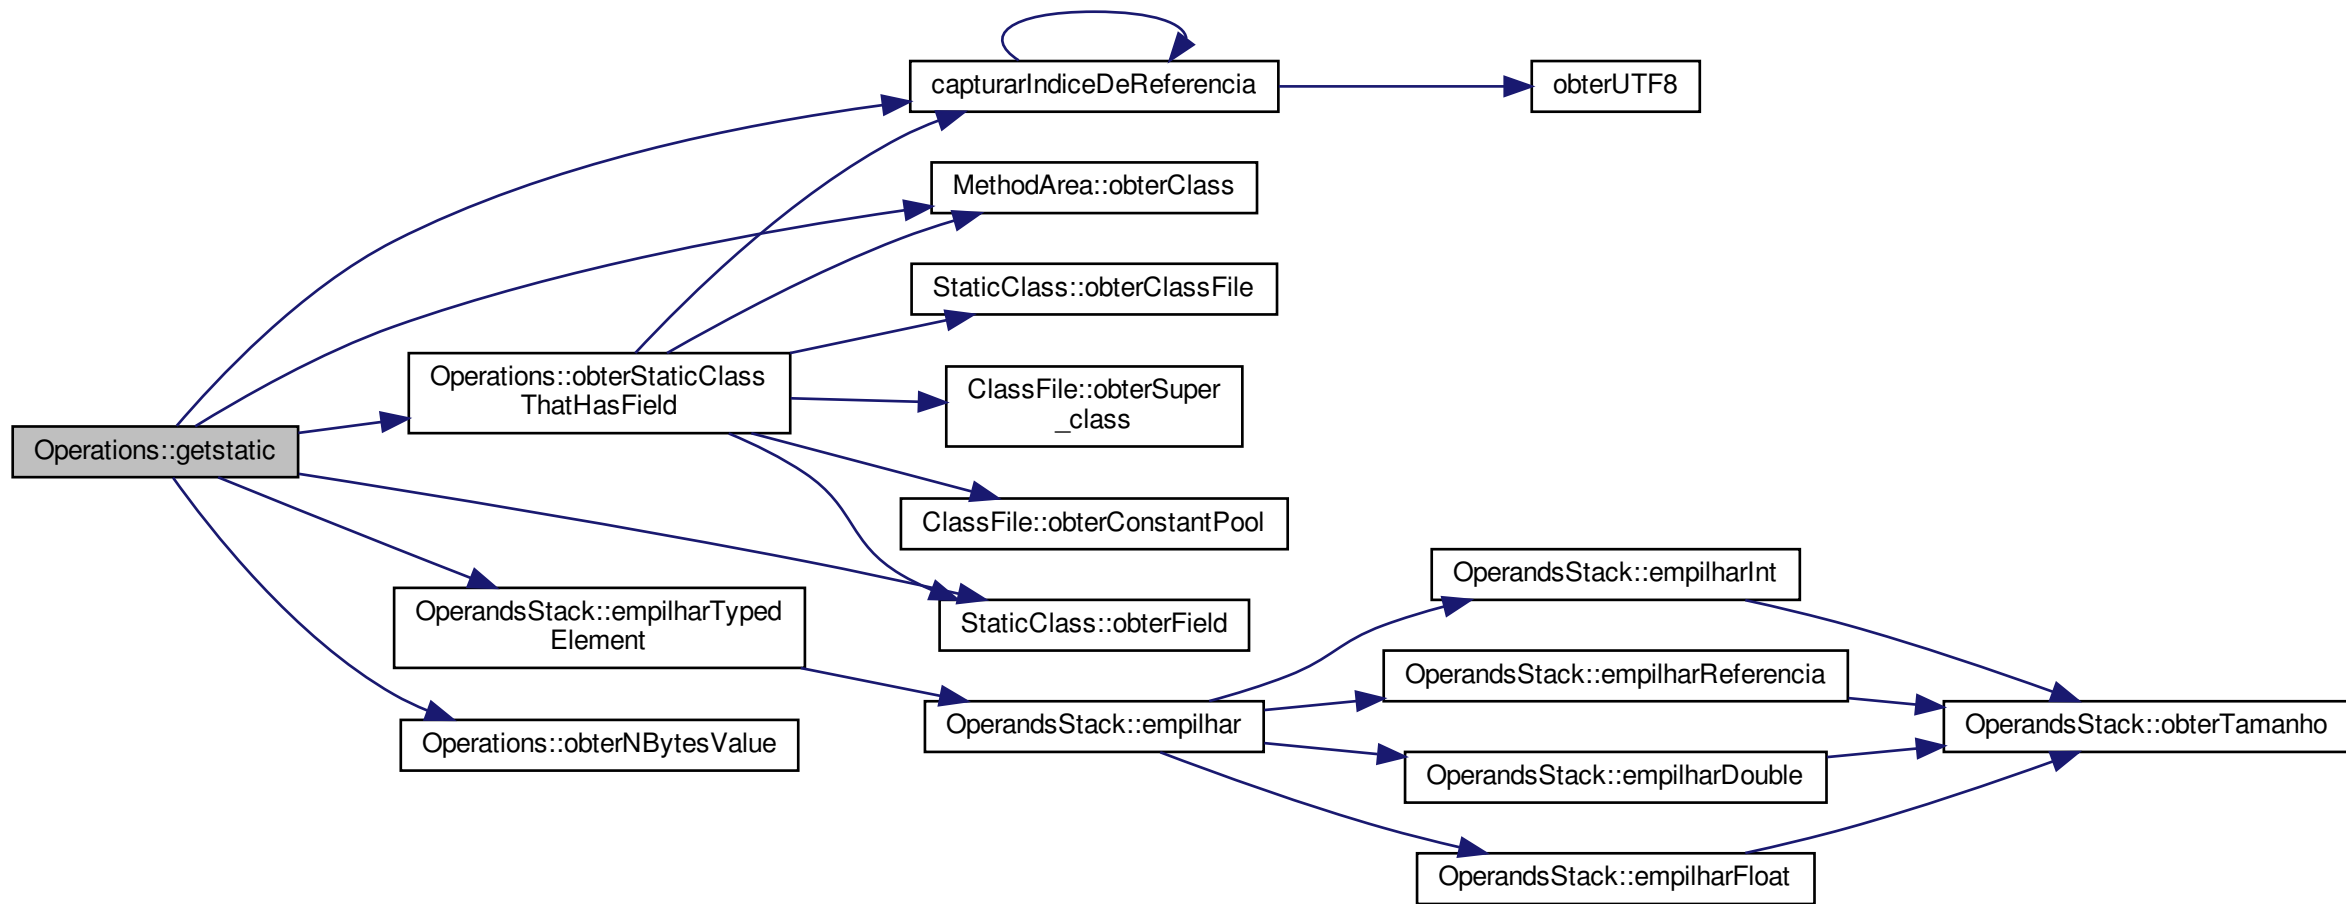 capturarIndiceDeReferencia
obterUTF8
MethodArea::obterClass
StaticClass::obterClassFile
Operations::obterStaticClass
ThatHasField
ClassFile::obterSuper
_class
Operations::getstatic
ClassFile::obterConstantPool
OperandsStack::empilharInt
OperandsStack::empilharTyped
Element
StaticClass::obterField
OperandsStack::empilharReferencia
OperandsStack::empilhar
OperandsStack::obterTamanho
Operations::obterNBytesValue
OperandsStack::empilharDouble
OperandsStack::empilharFloat